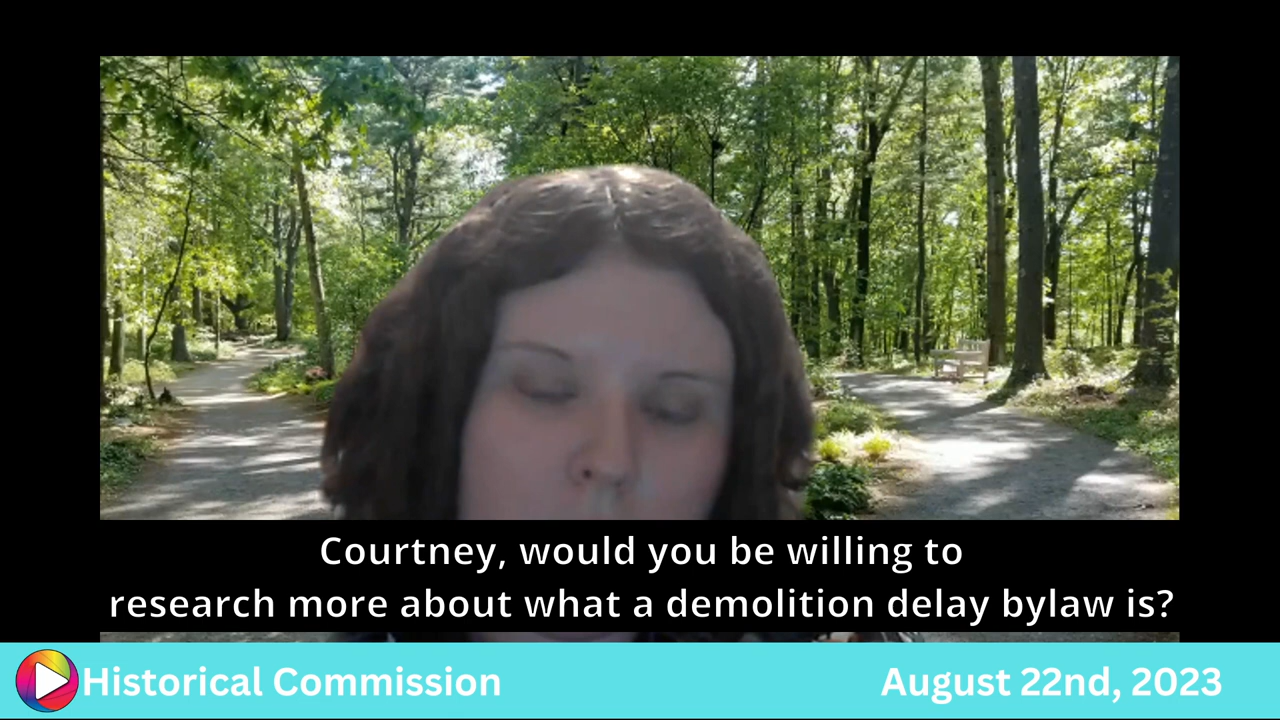 Courtney, would you be willing to
research more about what a demolition delay bylaw is?
Historical Commission
August 22nd, 2023